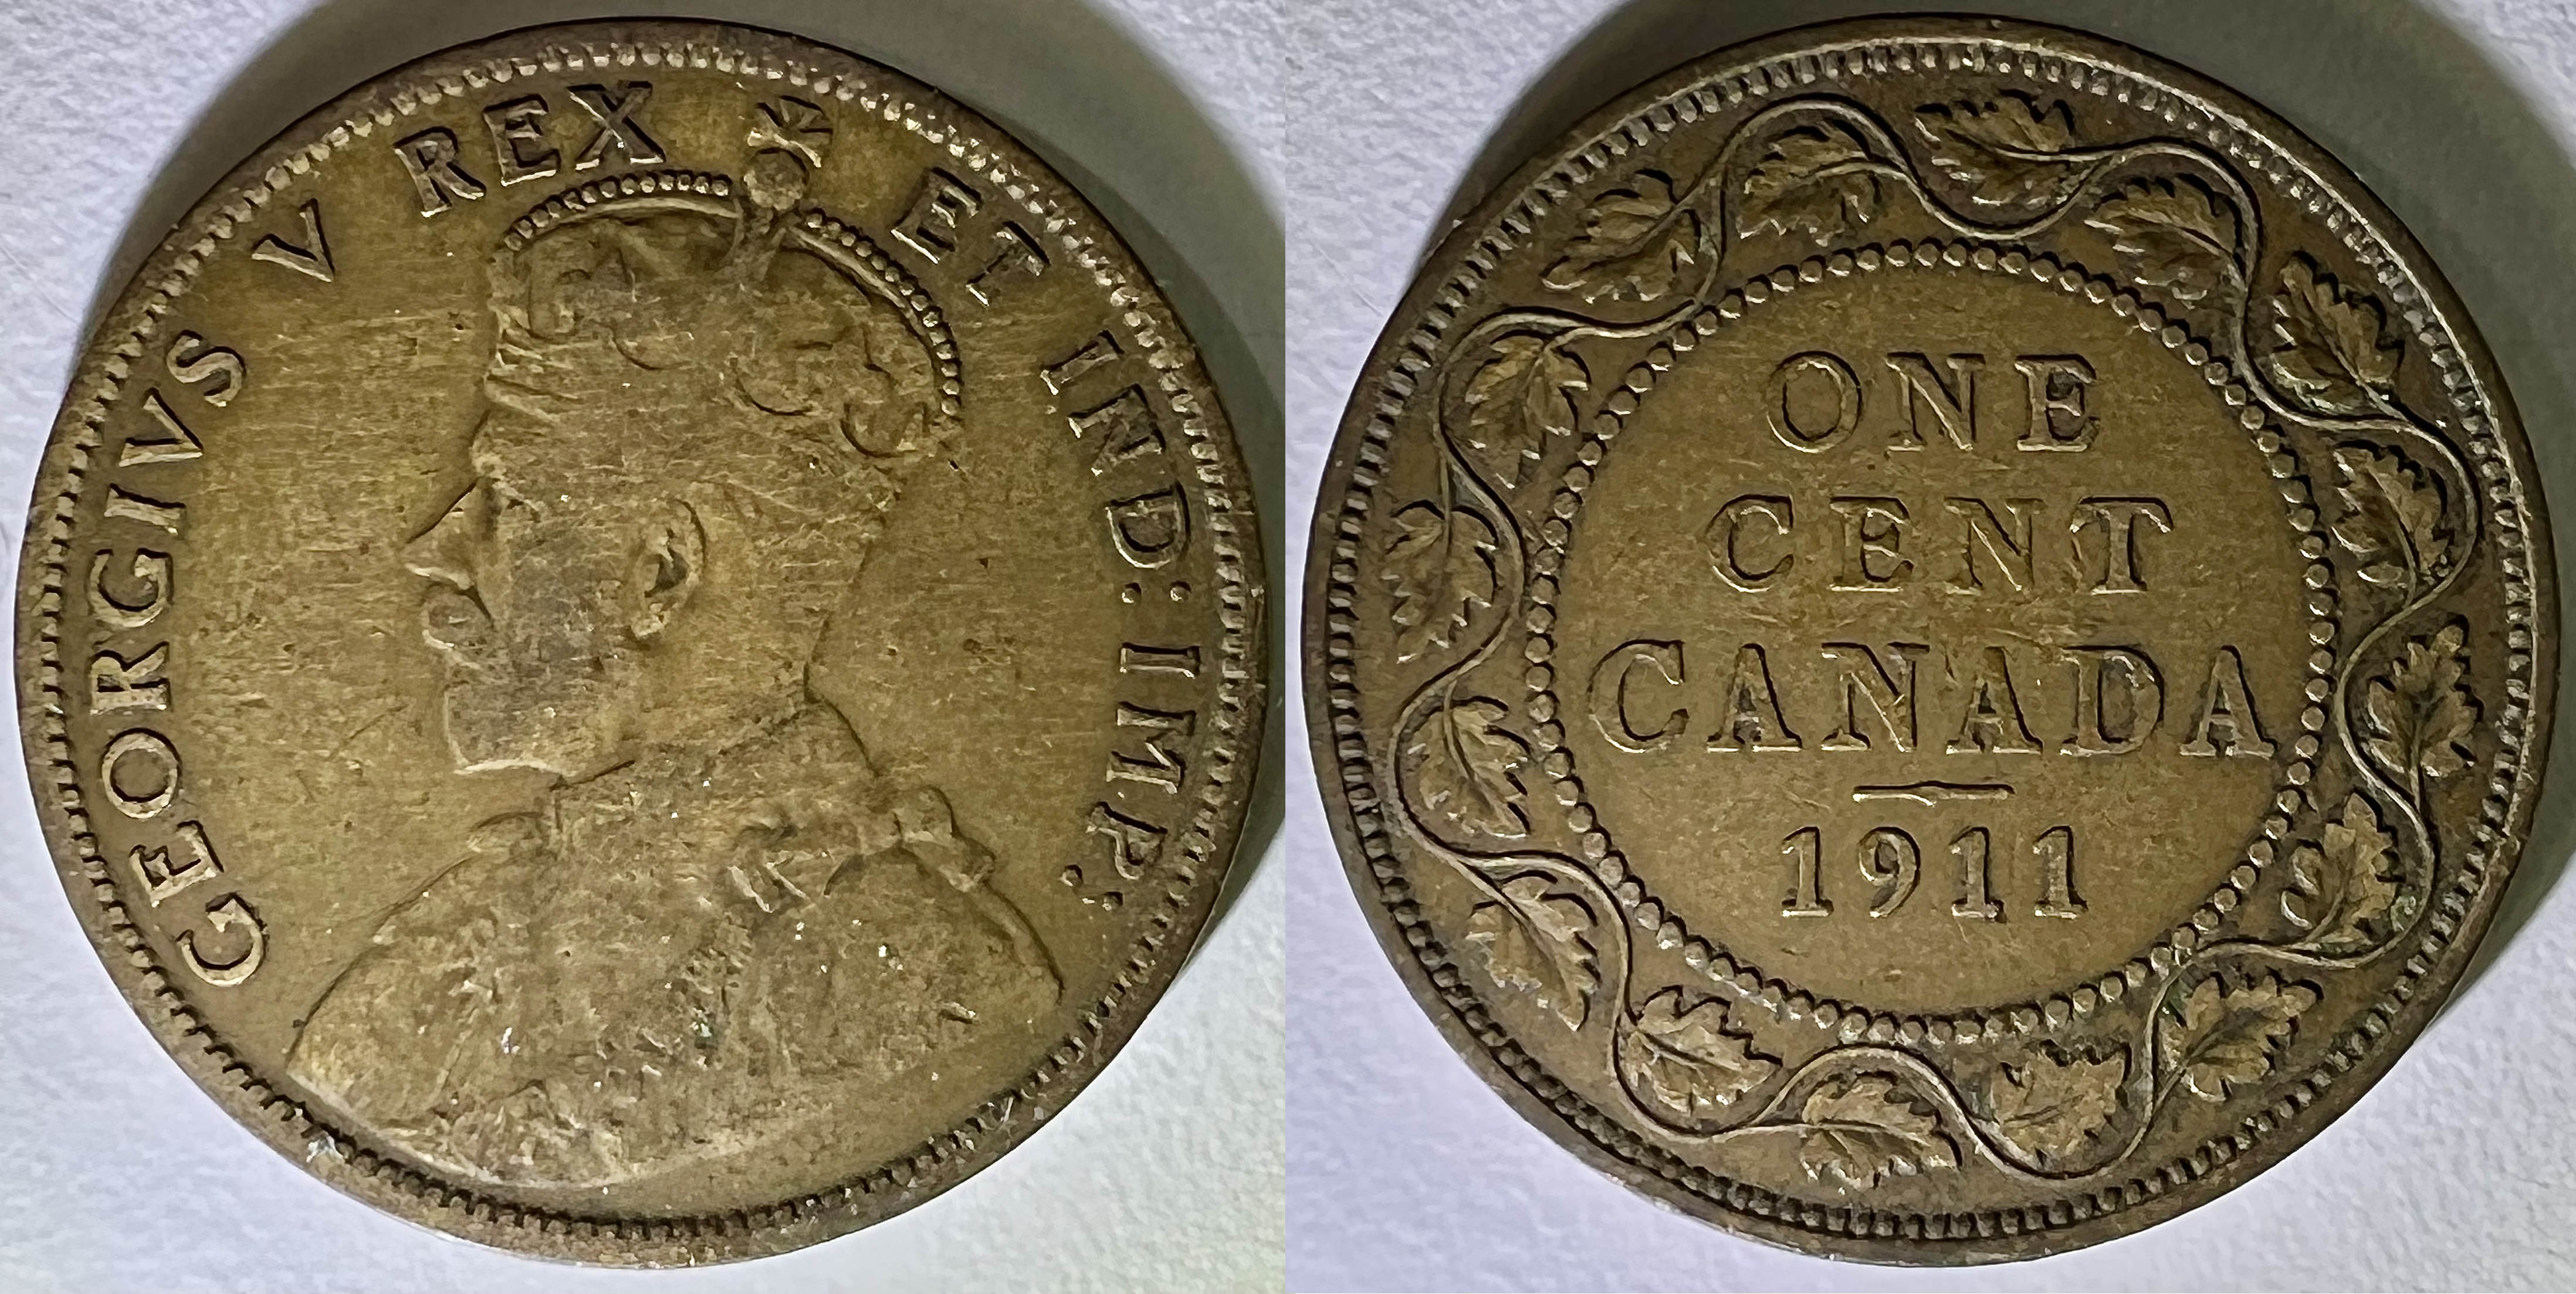 GEORGIVS V REX ET IND: IMP:
ONE
CENT
CANADA
1911